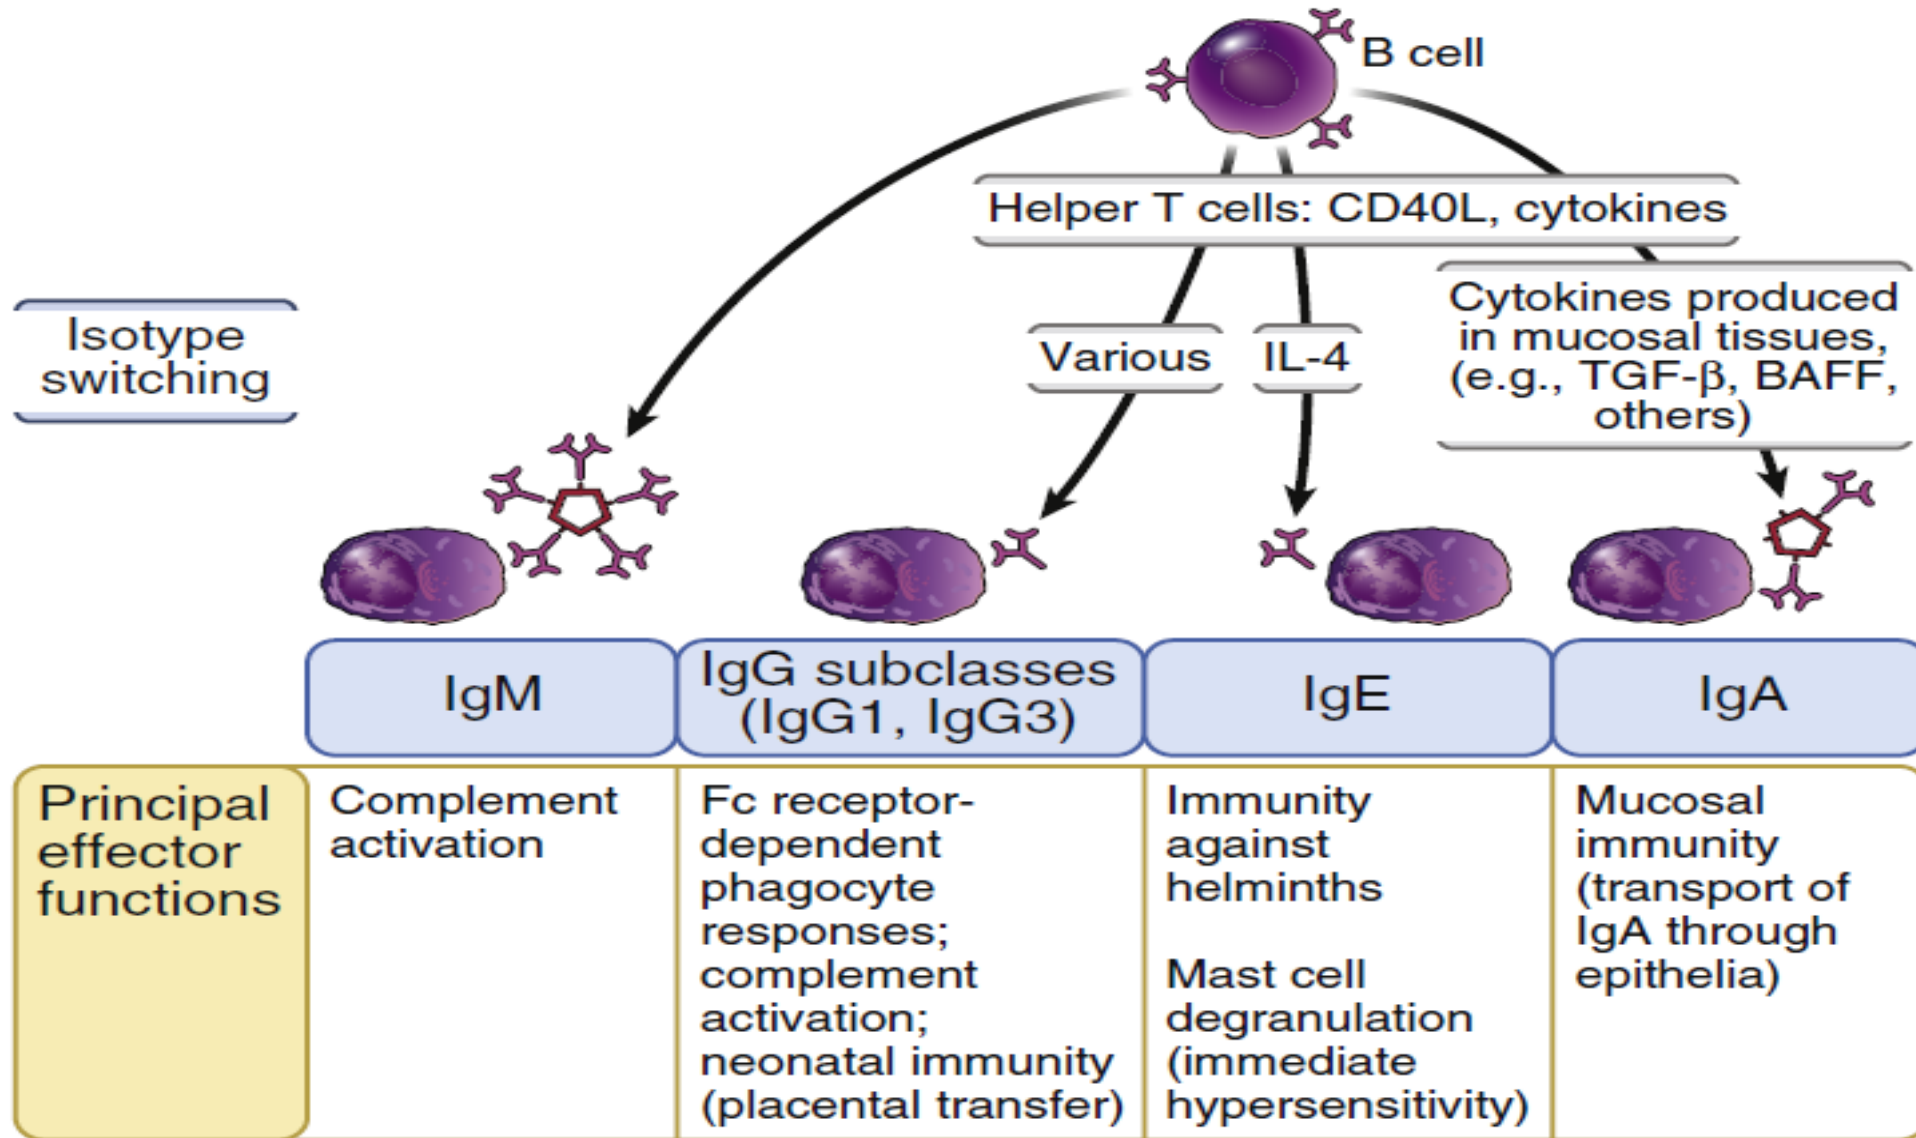 B cell
Helper T cells: CD40L, cytokines
Isotype
switching
Various
IL-4
Cytokines produced
in mucosal tissues,
(e.g., TGF-β, BAFF,
others)
IgM
IgG subclasses
(IgG1, IgG3)
IgE
IgA
Principal
effector
functions
Complement
activation
Fc receptor-
dependent
phagocyte
responses;
complement
activation;
neonatal immunity
(placental transfer)
Immunity
against
helminths
Mast cell
degranulation
(immediate
hypersensitivity)
Mucosal
immunity
(transport of
IgA through
epithelia)